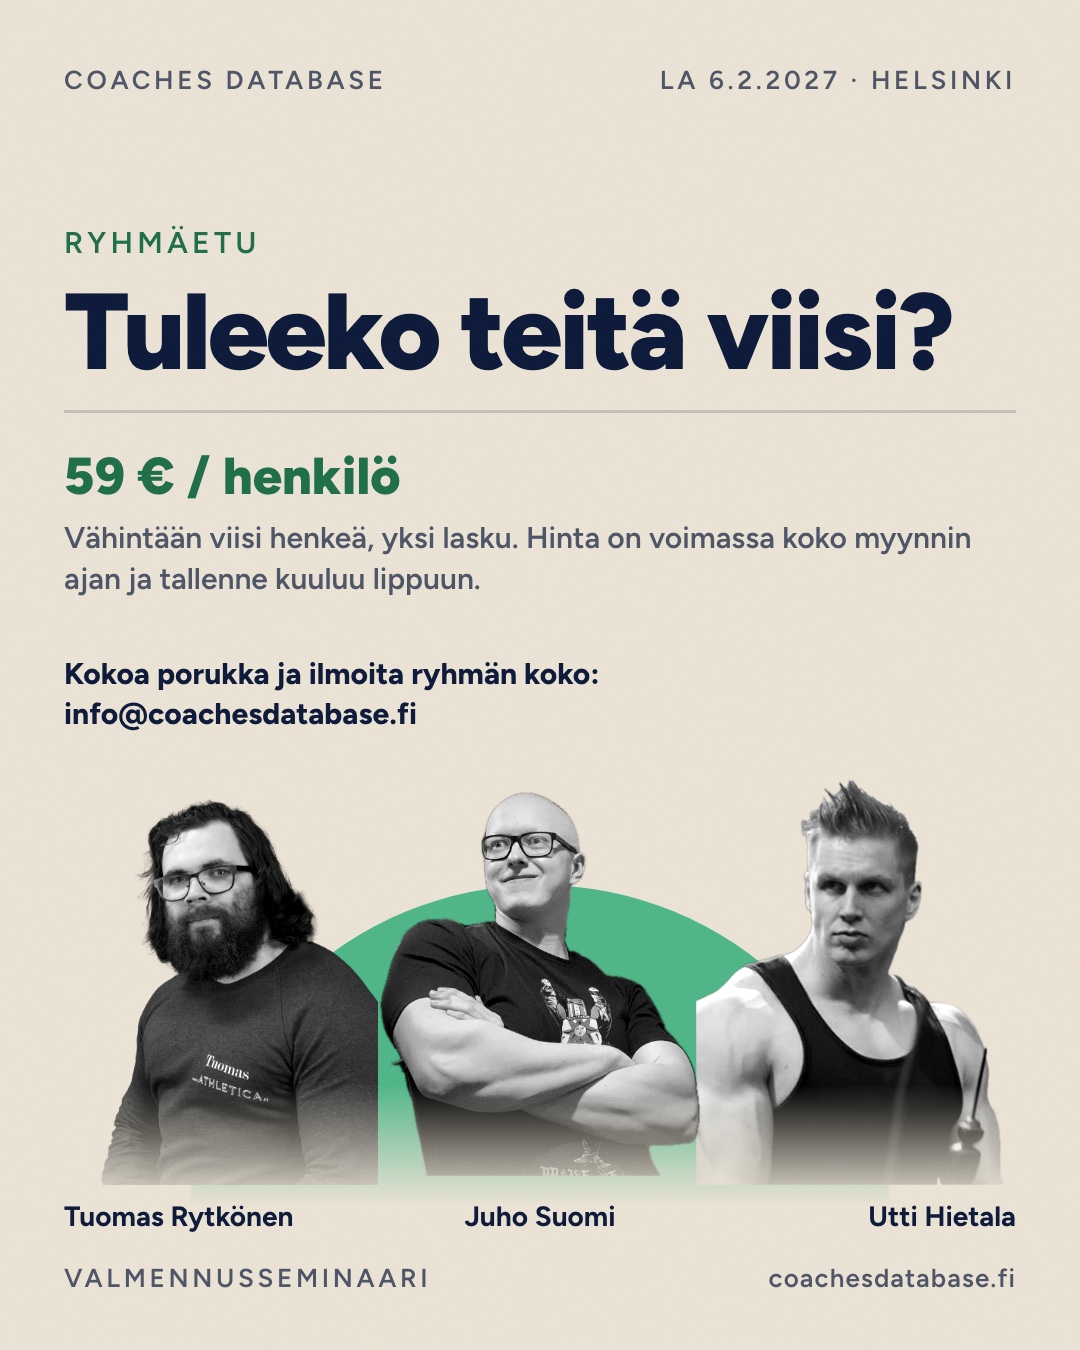 COACHES DATABASE
LA 6.2.2027 · HELSINKI
RYHMÄETU
Tuleeko teitä viisi?
59 € / henkilö
Vähintään viisi henkeä, yksi lasku. Hinta on voimassa koko myynnin
ajan ja tallenne kuuluu lippuun.
Kokoa porukka ja ilmoita ryhmän koko:
info@coachesdatabase.fi
Tuomas
ATHLETICA
Tuomas Rytkönen
Juho Suomi
Utti Hietala
VALMENNUSSEMINAARI
coachesdatabase.fi